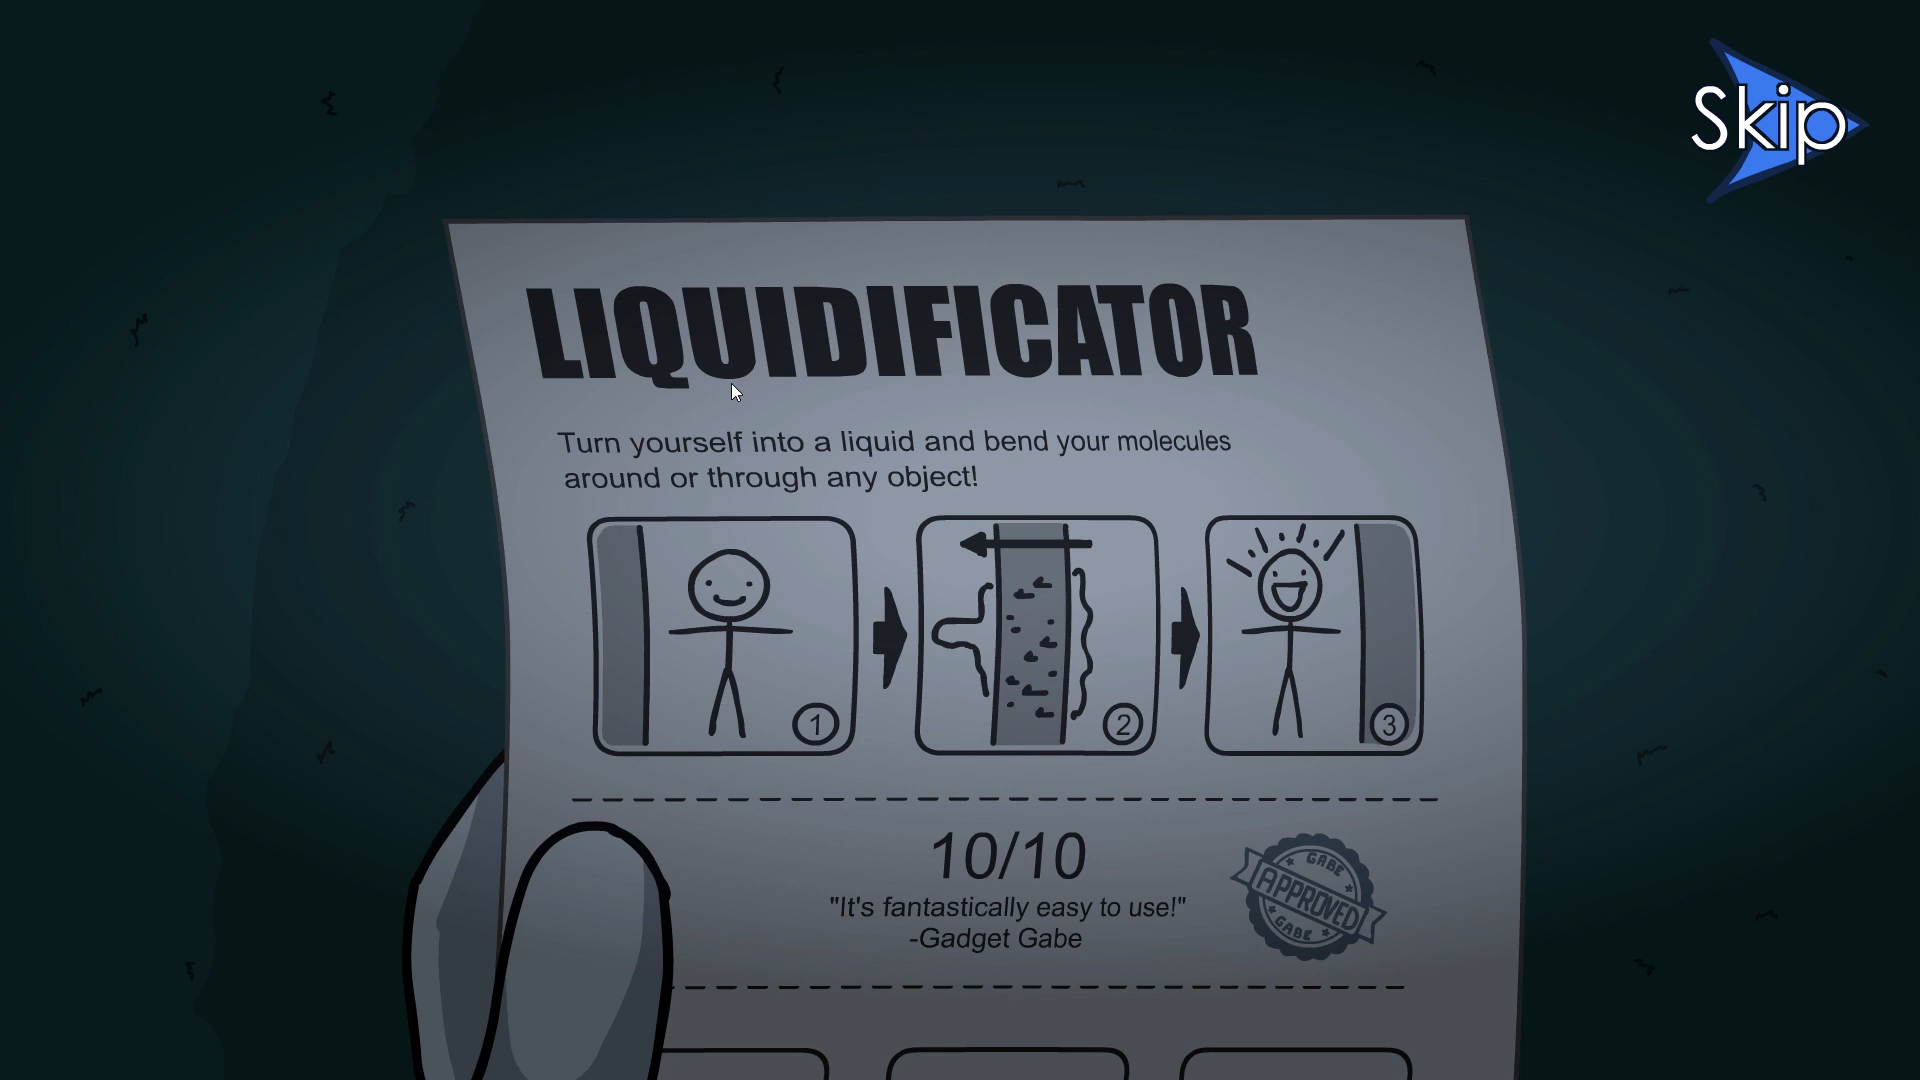 Skip
LIQUIDIFICATOR
Turn yourself into a liquid and bend your molecules
around or through any object!
1
2
3
10/10
"It's fantastically easy to use!"
-Gadget Gabe
GABE
APPROVED
GABE